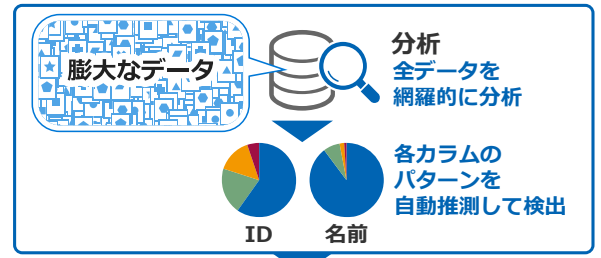 膨大なデータ
分析
全データを
網羅的に分析
各カラムの
パターンを
自動推測して検出
ID
名前